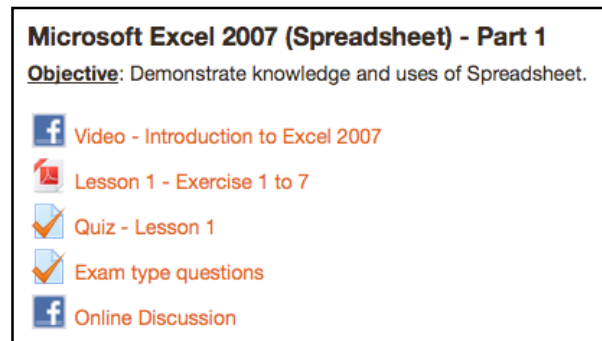 Microsoft Excel 2007 (Spreadsheet) - Part 1
Objective: Demonstrate knowledge and uses of Spreadsheet.
Video - Introduction to Excel 2007
Lesson 1 - Exercise 1 to 7
Quiz - Lesson 1
Exam type questions
Online Discussion